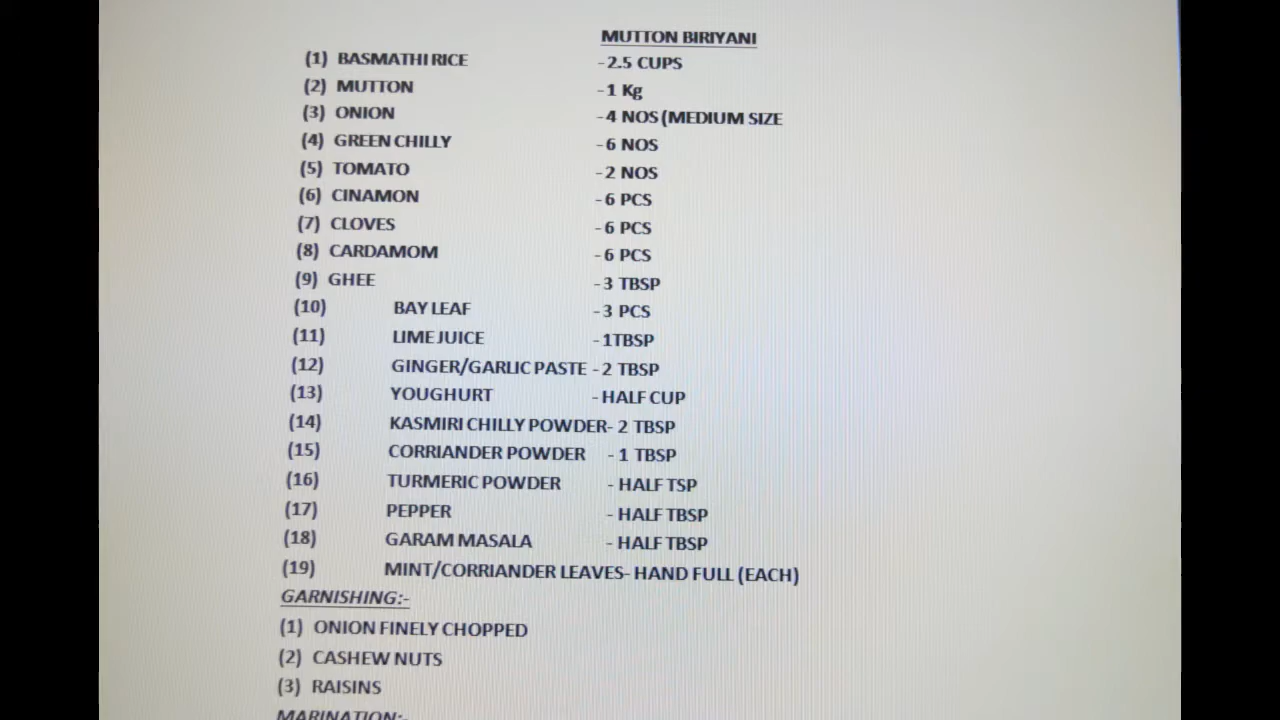 MUTTON BIRIYANI
(1) BASMATHI RICE -2.5 CUPS
(2) MUTTON -1 Kg
(3) ONION -4 NOS(MEDIUM SIZE
(4) GREEN CHILLY -6 NOS
(5) TOMATO -2 NOS
(6) CINAMON -6 PCS
(7) CLOVES -6 PCS
(8) CARDAMOM -6 PCS
(9) GHEE -3 TBSP
(10) BAY LEAF -3 PCS
(11) LIME JUICE -1TBSP
(12) GINGER/GARLIC PASTE -2 TBSP
(13) YOUGHURT -HALF CUP
(14) KASMIRI CHILLY POWDER- 2 TBSP
(15) CORRIANDER POWDER - 1 TBSP
(16) TURMERIC POWDER - HALF TSP
(17) PEPPER - HALF TBSP
(18) GARAM MASALA - HALF TBSP
(19) MINT/CORRIANDER LEAVES- HAND FULL (EACH)
GARNISHING:-
(1) ONION FINELY CHOPPED
(2) CASHEW NUTS
(3) RAISINS
MARINATION:-